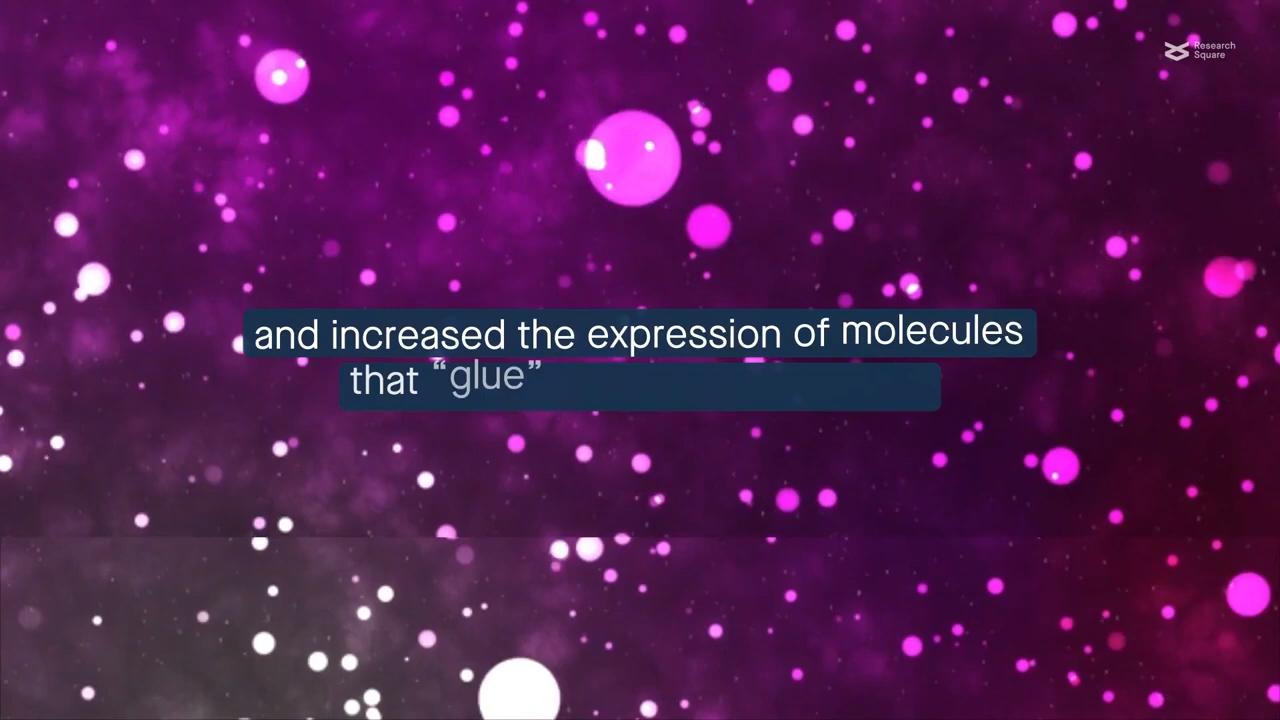 Research
Square
and increased the expression of molecules
that “glue”